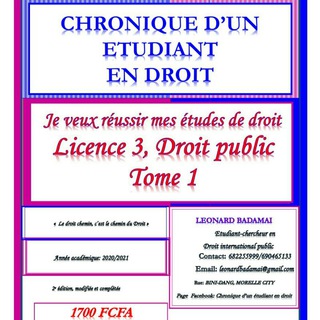 CHRONIQUE D'UN
ETUDIANT
EN DROIT
Je veux réussir mes études de droit
Licence 3, Droit public
Tome 1
« Le droit chemin, c'est le chemin du Droit »
Année académique: 2020/2021
2e édition, modifiée et complétée
1700 FCFA
LEONARD BADAMAI
Etudiant-chercheur en
Droit international public
Contact: 682255999/690465133
Email: leonardbadamai@gmail.com
Bur: BINI-DANG, MORELLE CITY
Page Facebook: Chronique d'un étudiant en droit